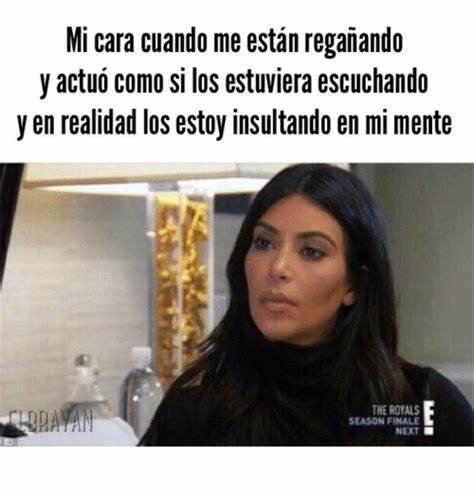 Mi cara cuando me están regañando
y actuó como si los estuviera escuchando
y en realidad los estoy insultando en mi mente
ELBRAYAN
THE ROYALS
SEASON FINALE
NEXT
E